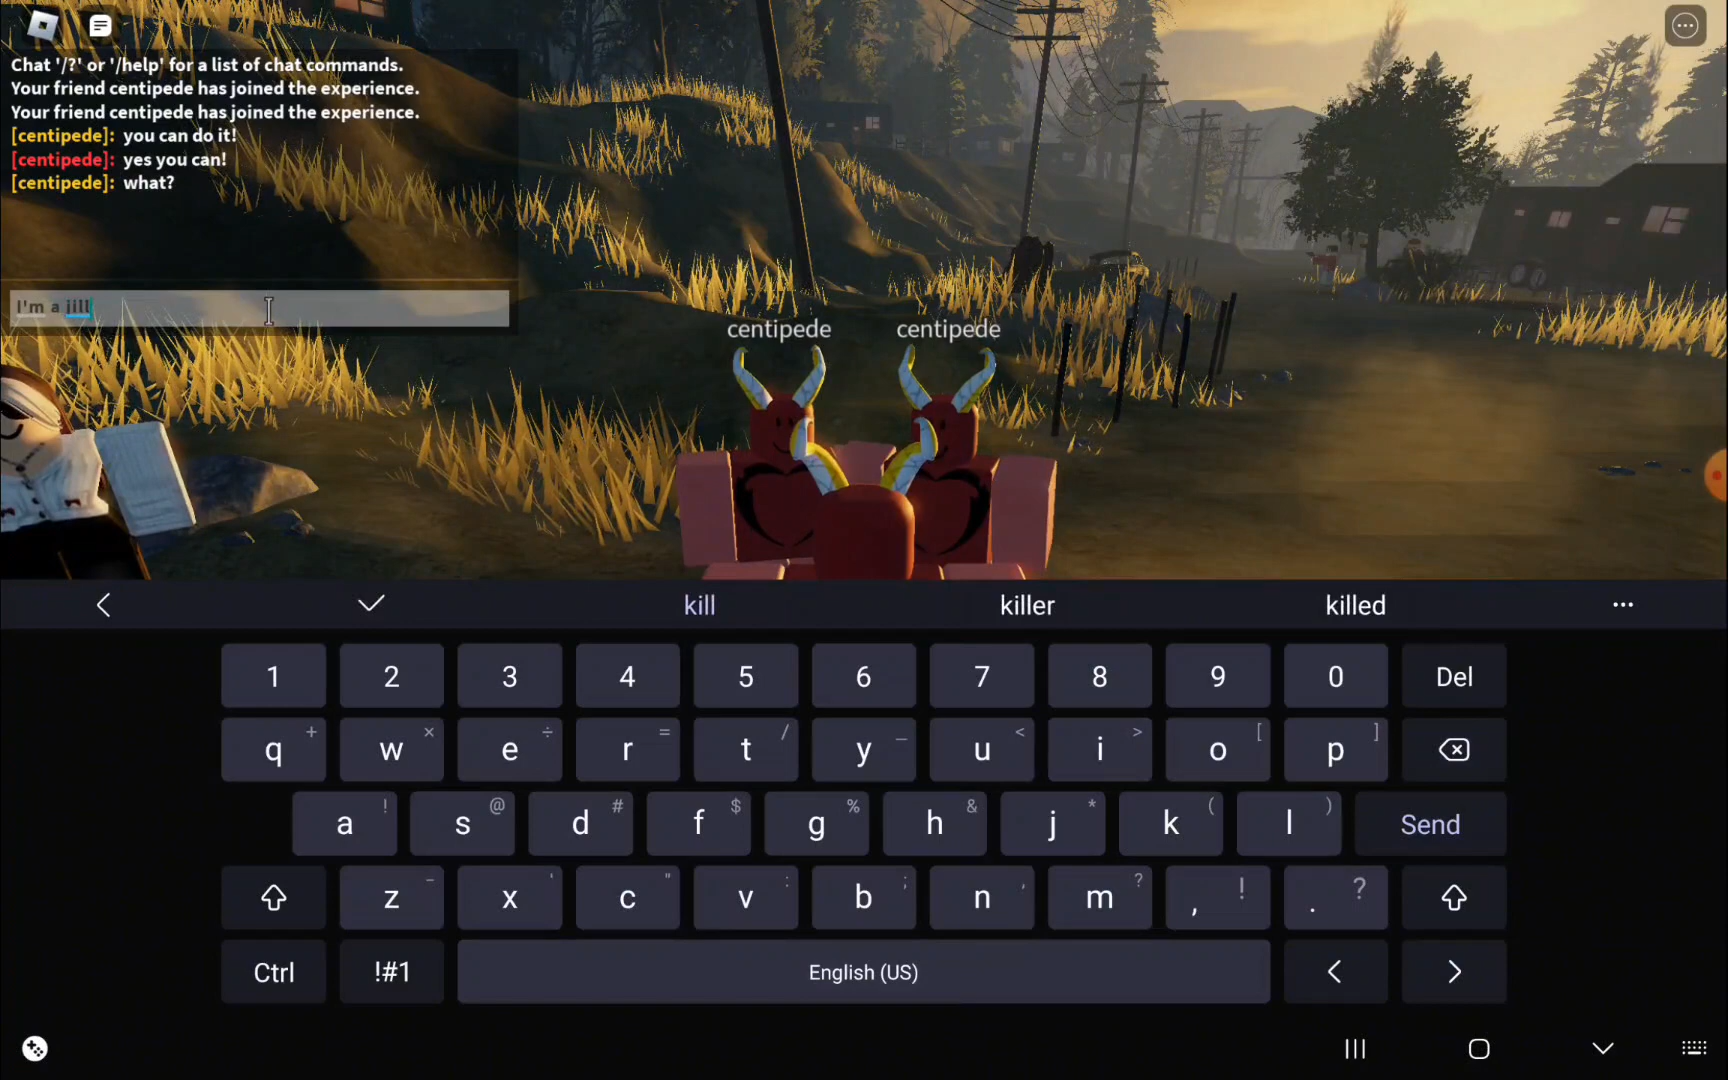 Chat '/?' or '/help' for a list of chat commands.
Your friend centipede has joined the experience.
Your friend centipede has joined the experience.
[centipede]: you can do it!
[centipede]: yes you can!
[centipede]: what?
I'm a jill
centipede centipede
kill killer killed
1 2 3 4 5 6 7 8 9 0 Del
q + w × e ÷ r = t / y _ u < i > o [ p ]
a ! s @ d # f $ g % h & j * k ( l ) Send
z - x ' c " v : b ; n , m ? , ! . ?
Ctrl !#1 English (US) < >